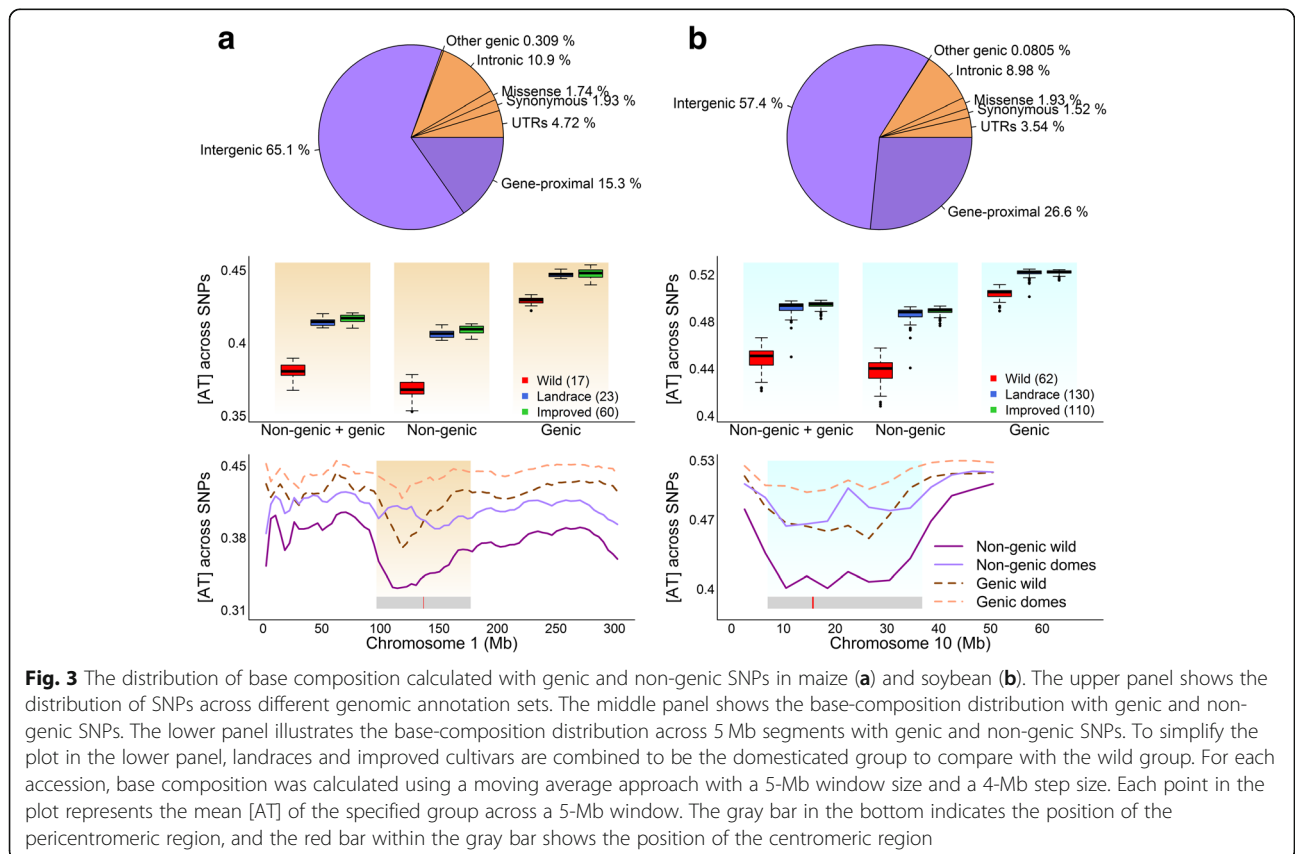 a
b
Other genic 0.309 %
Intronic 10.9 %
Missense 1.74 %
Synonymous 1.93 %
UTRs 4.72 %
Intergenic 65.1 %
Gene-proximal 15.3 %
Other genic 0.0805 %
Intronic 8.98 %
Missense 1.93 %
Synonymous 1.52 %
UTRs 3.54 %
Intergenic 57.4 %
Gene-proximal 26.6 %
[AT] across SNPs
0.45
0.4
0.35
Wild (17)
Landrace (23)
Improved (60)
Non-genic + genic
Non-genic
Genic
[AT] across SNPs
0.52
0.48
0.44
0.4
Wild (62)
Landrace (130)
Improved (110)
Non-genic + genic
Non-genic
Genic
[AT] across SNPs
0.45
0.38
0.31
0 50 100 150 200 250 300
Chromosome 1 (Mb)
[AT] across SNPs
0.53
0.47
0.4
Non-genic wild
Non-genic domes
Genic wild
Genic domes
0 10 20 30 40 50 60
Chromosome 10 (Mb)
Fig. 3 The distribution of base composition calculated with genic and non-genic SNPs in maize (a) and soybean (b). The upper panel shows the
distribution of SNPs across different genomic annotation sets. The middle panel shows the base-composition distribution with genic and non-
genic SNPs. The lower panel illustrates the base-composition distribution across 5 Mb segments with genic and non-genic SNPs. To simplify the
plot in the lower panel, landraces and improved cultivars are combined to be the domesticated group to compare with the wild group. For each
accession, base composition was calculated using a moving average approach with a 5-Mb window size and a 4-Mb step size. Each point in the
plot represents the mean [AT] of the specified group across a 5-Mb window. The gray bar in the bottom indicates the position of the
pericentromeric region, and the red bar within the gray bar shows the position of the centromeric region